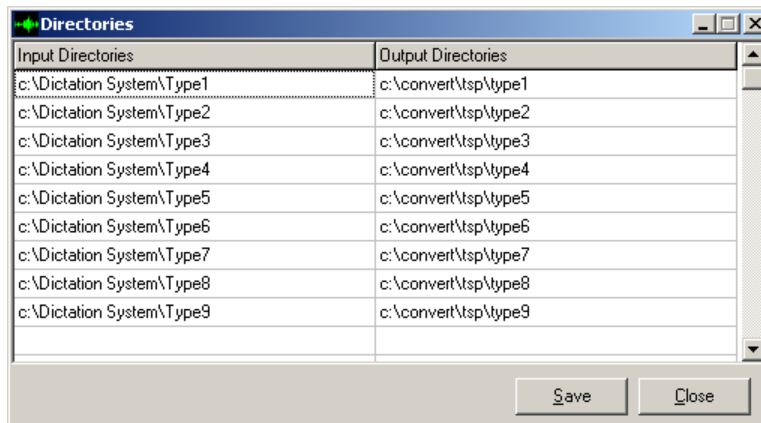 Directories
Input Directories Output Directories
c:\Dictation System\Type1 c:\convert\tsp\type1
c:\Dictation System\Type2 c:\convert\tsp\type2
c:\Dictation System\Type3 c:\convert\tsp\type3
c:\Dictation System\Type4 c:\convert\tsp\type4
c:\Dictation System\Type5 c:\convert\tsp\type5
c:\Dictation System\Type6 c:\convert\tsp\type6
c:\Dictation System\Type7 c:\convert\tsp\type7
c:\Dictation System\Type8 c:\convert\tsp\type8
c:\Dictation System\Type9 c:\convert\tsp\type9
Save Close